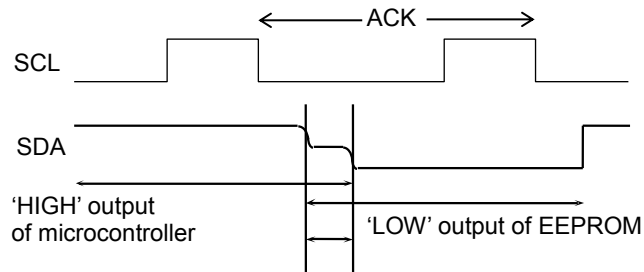 ACK
SCL
SDA
‘HIGH’ output
of microcontroller
‘LOW’ output of EEPROM